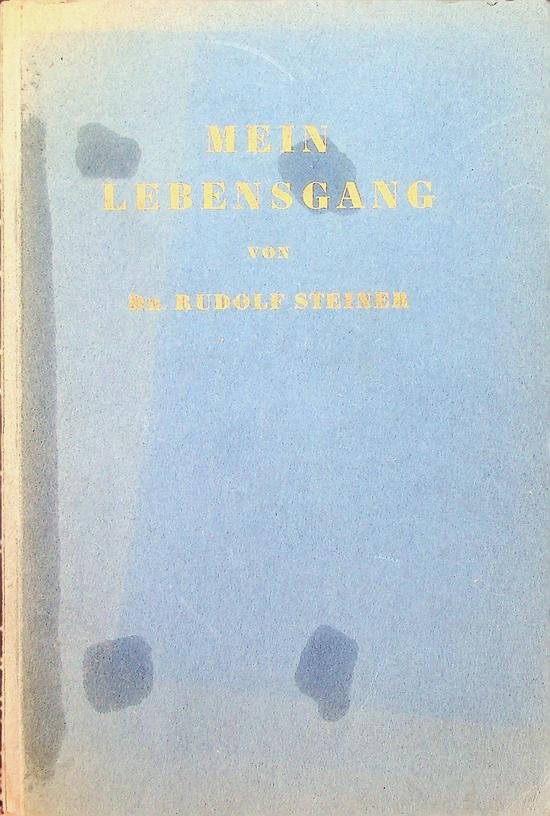 MEIN
LEBENSGANG
VON
DR. RUDOLF STEINER